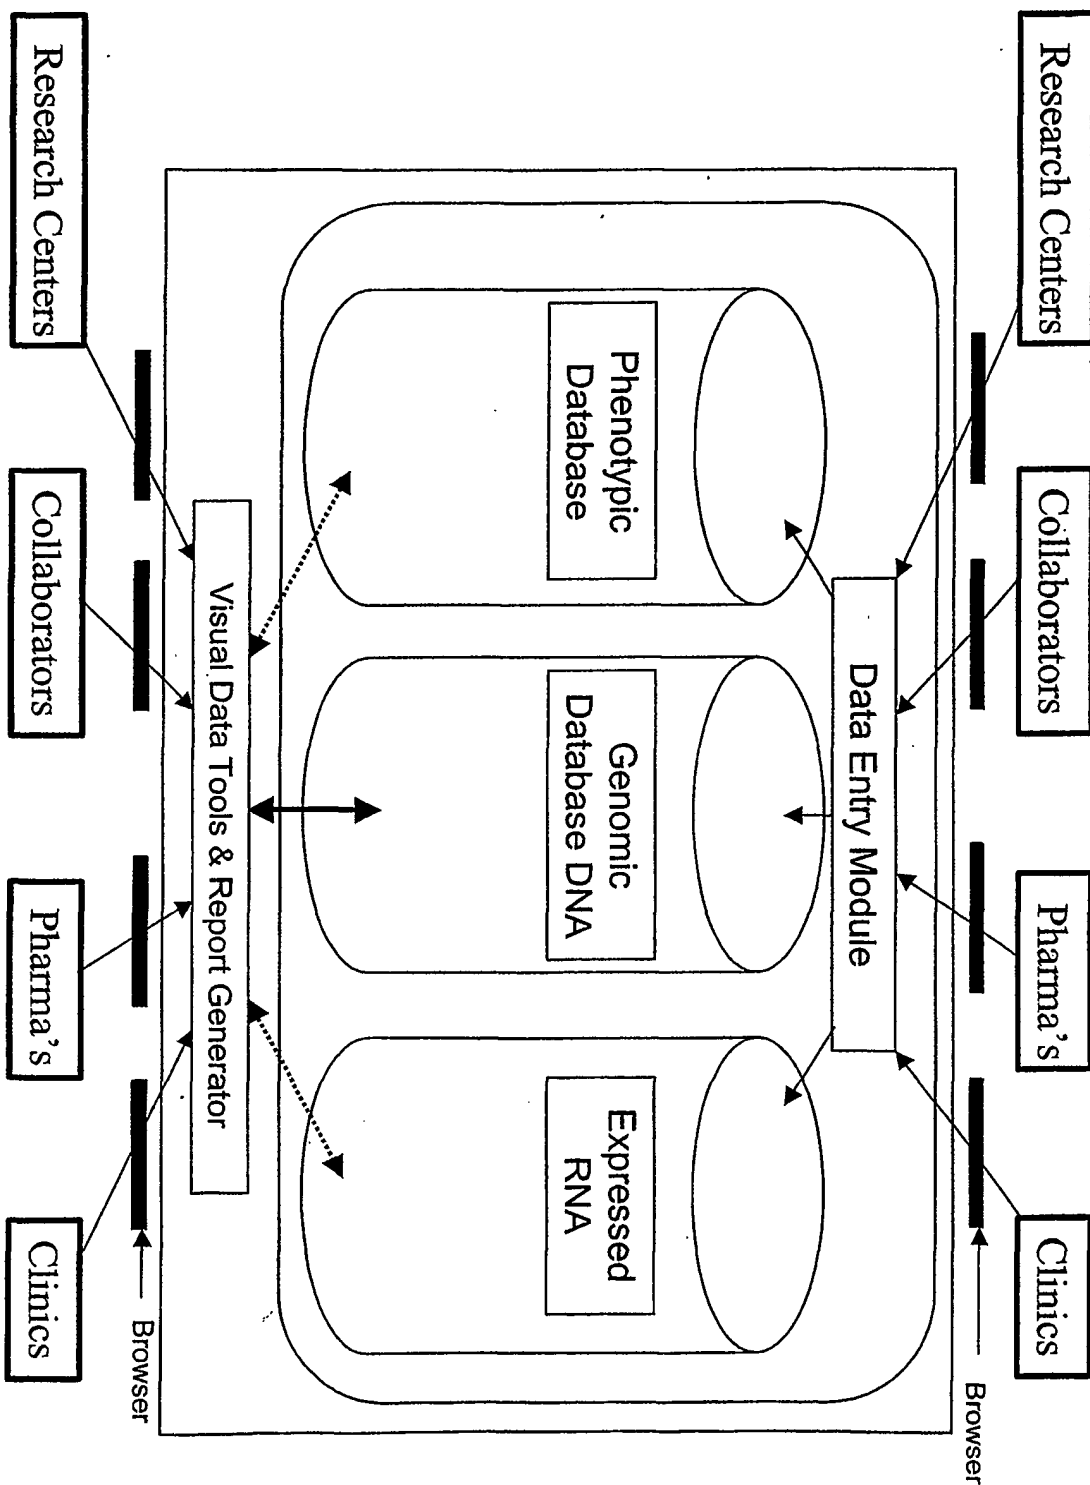 Research Centers
Collaborators
Pharma's
Clinics
Browser
Data Entry Module
Phenotypic
Database
Genomic
Database DNA
Expressed
RNA
Visual Data Tools & Report Generator
Browser
Research Centers
Collaborators
Pharma's
Clinics